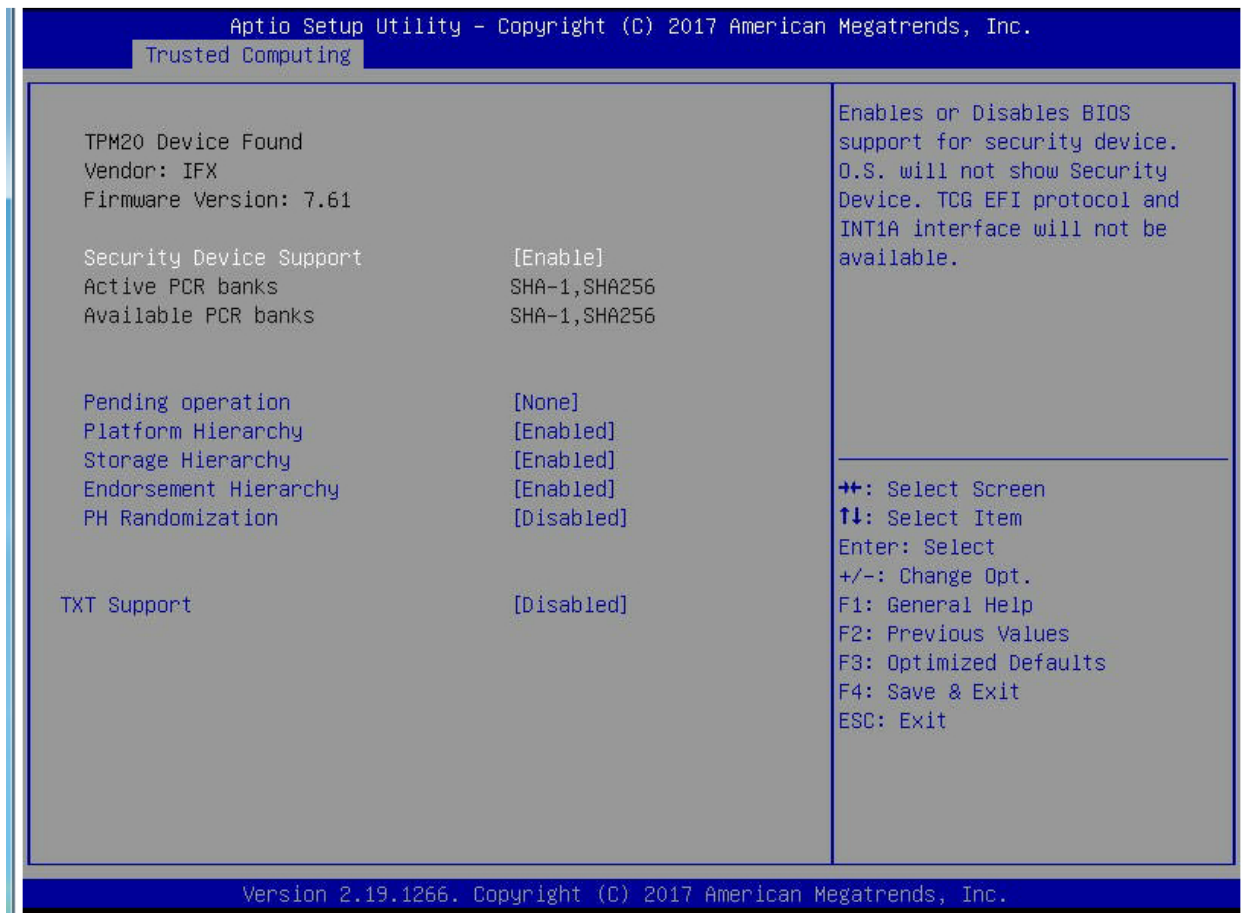 Aptio Setup Utility – Copyright (C) 2017 American Megatrends, Inc.
Trusted Computing
TPM20 Device Found
Vendor: IFX
Firmware Version: 7.61
Security Device Support [Enable]
Active PCR banks SHA-1,SHA256
Available PCR banks SHA-1,SHA256
Pending operation [None]
Platform Hierarchy [Enabled]
Storage Hierarchy [Enabled]
Endorsement Hierarchy [Enabled]
PH Randomization [Disabled]
TXT Support [Disabled]
Enables or Disables BIOS
support for security device.
O.S. will not show Security
Device. TCG EFI protocol and
INT1A interface will not be
available.
→←: Select Screen
↑↓: Select Item
Enter: Select
+/-: Change Opt.
F1: General Help
F2: Previous Values
F3: Optimized Defaults
F4: Save & Exit
ESC: Exit
Version 2.19.1266. Copyright (C) 2017 American Megatrends, Inc.